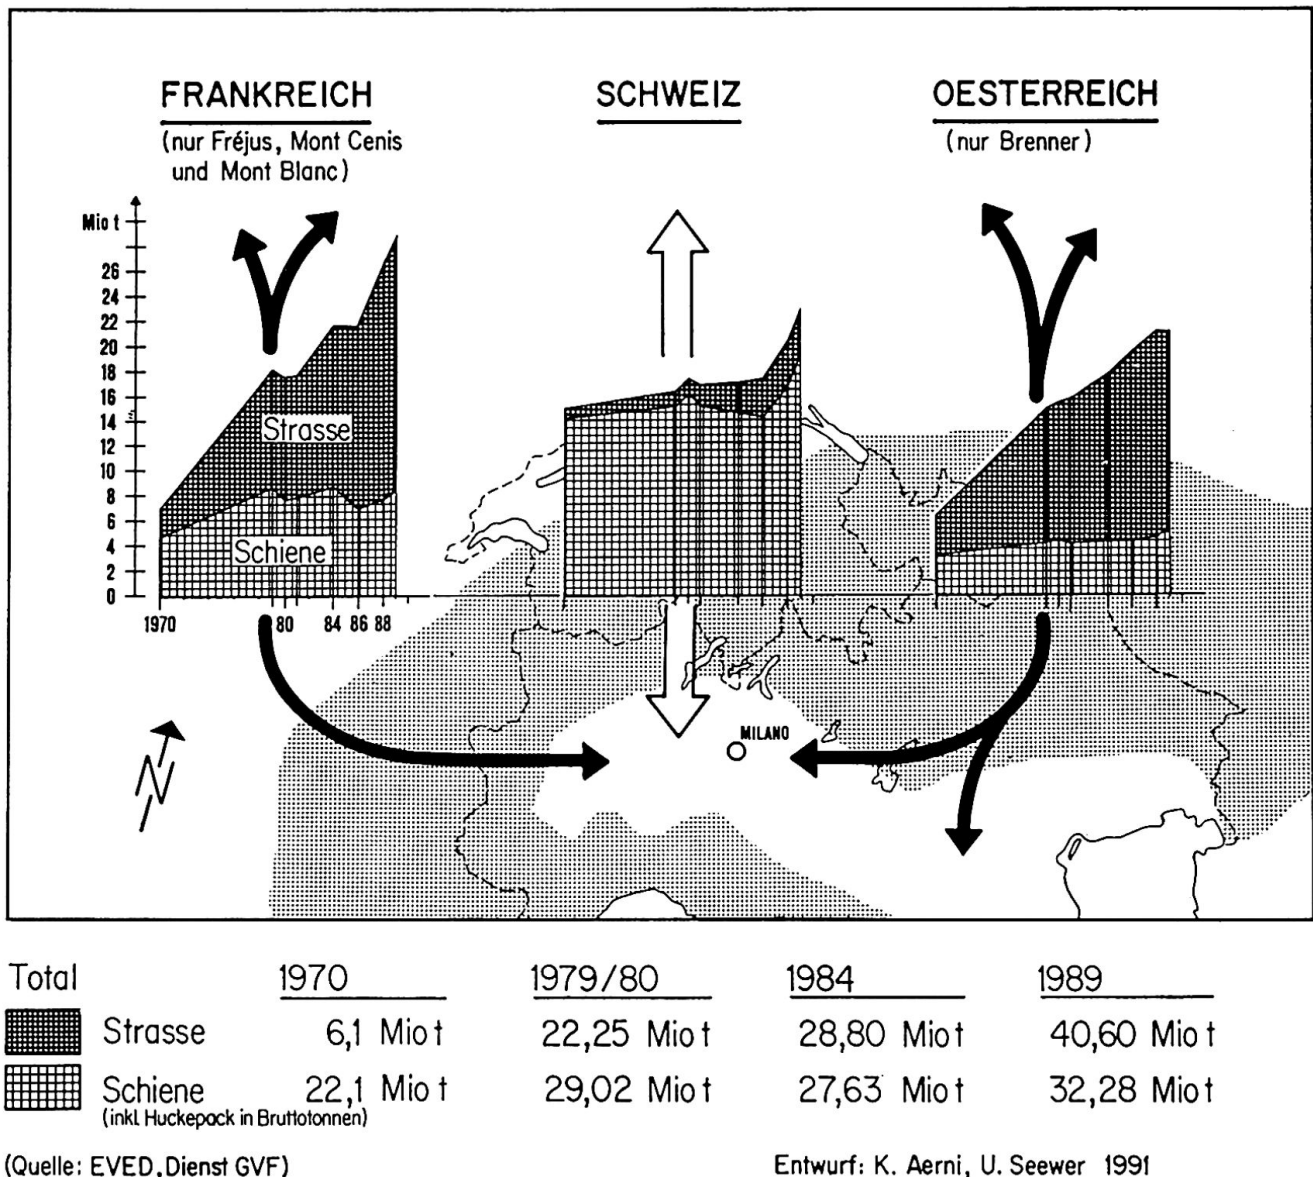 FRANKREICH
(nur Fréjus, Mont Cenis
und Mont Blanc)
SCHWEIZ
OESTERREICH
(nur Brenner)
Mio t
26
24
22
20
18
16
14
12
10
8
6
4
2
0
Strasse
Schiene
1970 80 84 86 88
MILANO
N
Total 1970 1979/80 1984 1989
Strasse 6,1 Mio t 22,25 Mio t 28,80 Mio t 40,60 Mio t
Schiene 22,1 Mio t 29,02 Mio t 27,63 Mio t 32,28 Mio t
(inkl. Huckepack in Bruttotonnen)
(Quelle: EVED, Dienst GVF) Entwurf: K. Aerni, U. Seewer 1991